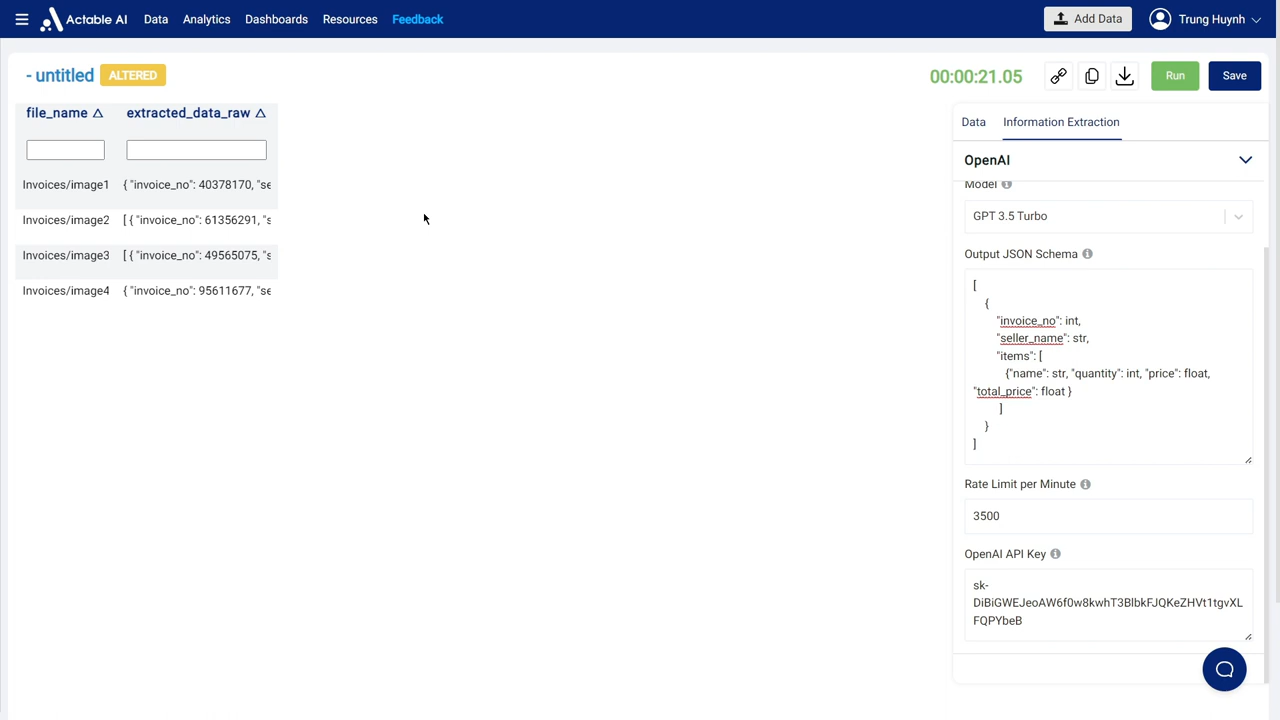 Actable AI Data Analytics Dashboards Resources Feedback Add Data Trung Huynh
- untitled ALTERED 00:00:21.05 Run Save
file_name extracted_data_raw
Invoices/image1 { "invoice_no": 40378170, "se
Invoices/image2 [ { "invoice_no": 61356291, "s
Invoices/image3 [ { "invoice_no": 49565075, "s
Invoices/image4 { "invoice_no": 95611677, "se
Data Information Extraction
OpenAI
Model
GPT 3.5 Turbo
Output JSON Schema
[
{
"invoice_no": int,
"seller_name": str,
"items": [
{"name": str, "quantity": int, "price": float,
"total_price": float }
]
}
]
Rate Limit per Minute
3500
OpenAI API Key
sk-
DiBiGWEJeoAW6f0w8kwhT3BlbkFJQKeZHVt1tgvXL
FQPYbeB